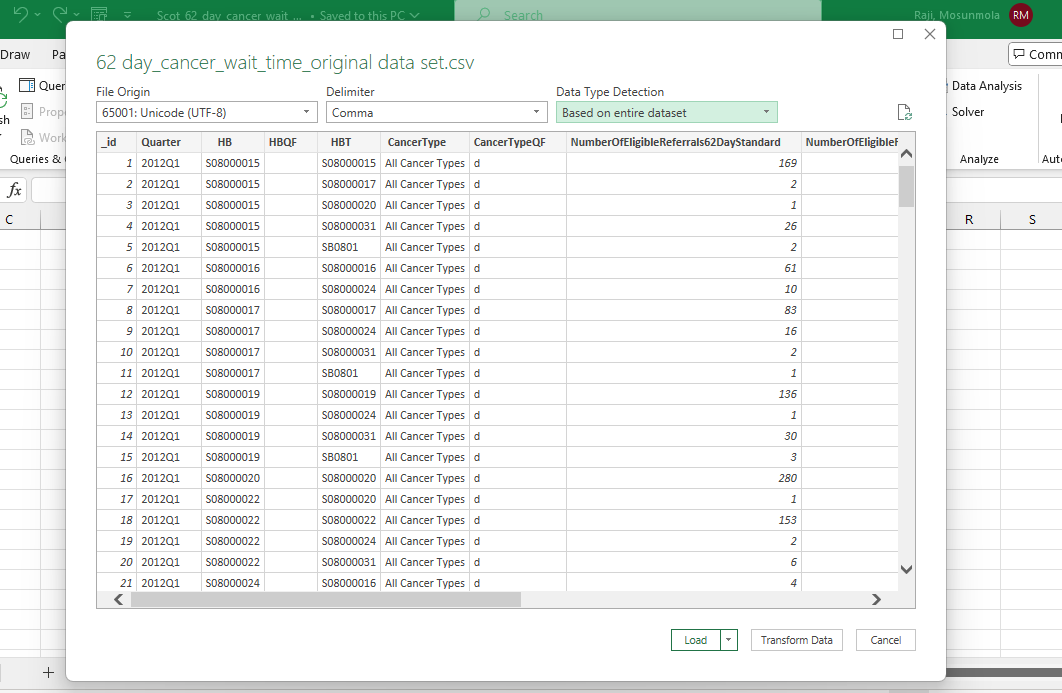 Scot_62_day_cancer_wait_... • Saved to this PC
Search
Raji, Mosunmola
RM
Draw
Pa
Comm
62 day_cancer_wait_time_original data set.csv
File Origin
Delimiter
Data Type Detection
65001: Unicode (UTF-8)
Comma
Based on entire dataset
Quer
Prope
sh
Work
Queries &
Data Analysis
Solver
Analyze
Auto
fx
C
R
S
_id Quarter HB HBQF HBT CancerType CancerTypeQF NumberOfEligibleReferrals62DayStandard NumberOfEligibleR
1 2012Q1 S08000015 S08000015 All Cancer Types d 169
2 2012Q1 S08000015 S08000017 All Cancer Types d 2
3 2012Q1 S08000015 S08000020 All Cancer Types d 1
4 2012Q1 S08000015 S08000031 All Cancer Types d 26
5 2012Q1 S08000015 SB0801 All Cancer Types d 2
6 2012Q1 S08000016 S08000016 All Cancer Types d 61
7 2012Q1 S08000016 S08000024 All Cancer Types d 10
8 2012Q1 S08000017 S08000017 All Cancer Types d 83
9 2012Q1 S08000017 S08000024 All Cancer Types d 16
10 2012Q1 S08000017 S08000031 All Cancer Types d 2
11 2012Q1 S08000017 SB0801 All Cancer Types d 1
12 2012Q1 S08000019 S08000019 All Cancer Types d 136
13 2012Q1 S08000019 S08000024 All Cancer Types d 1
14 2012Q1 S08000019 S08000031 All Cancer Types d 30
15 2012Q1 S08000019 SB0801 All Cancer Types d 3
16 2012Q1 S08000020 S08000020 All Cancer Types d 280
17 2012Q1 S08000022 S08000020 All Cancer Types d 1
18 2012Q1 S08000022 S08000022 All Cancer Types d 153
19 2012Q1 S08000022 S08000024 All Cancer Types d 2
20 2012Q1 S08000022 S08000031 All Cancer Types d 6
21 2012Q1 S08000024 S08000016 All Cancer Types d 4
Load
Transform Data
Cancel